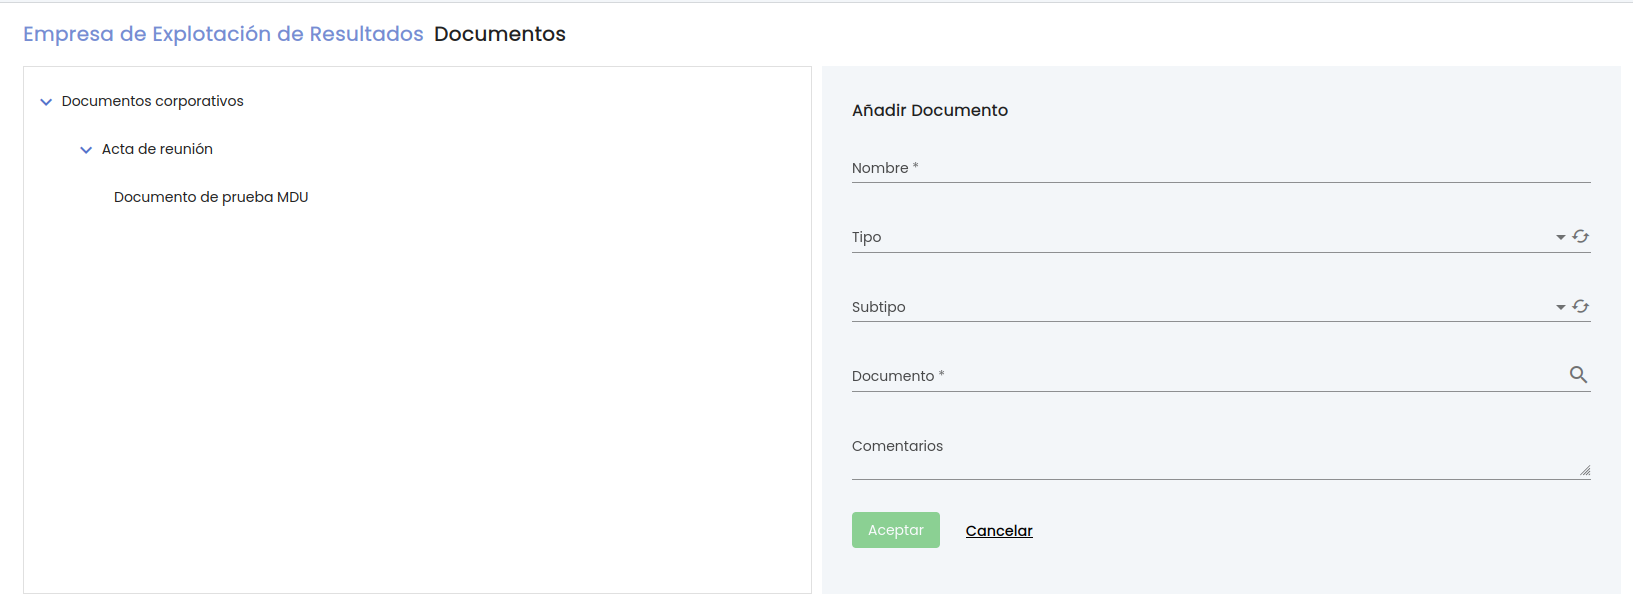 Empresa de Explotación de Resultados Documentos
Documentos corporativos
Acta de reunión
Documento de prueba MDU
Añadir Documento
Nombre *
Tipo
Subtipo
Documento *
Comentarios
Aceptar Cancelar